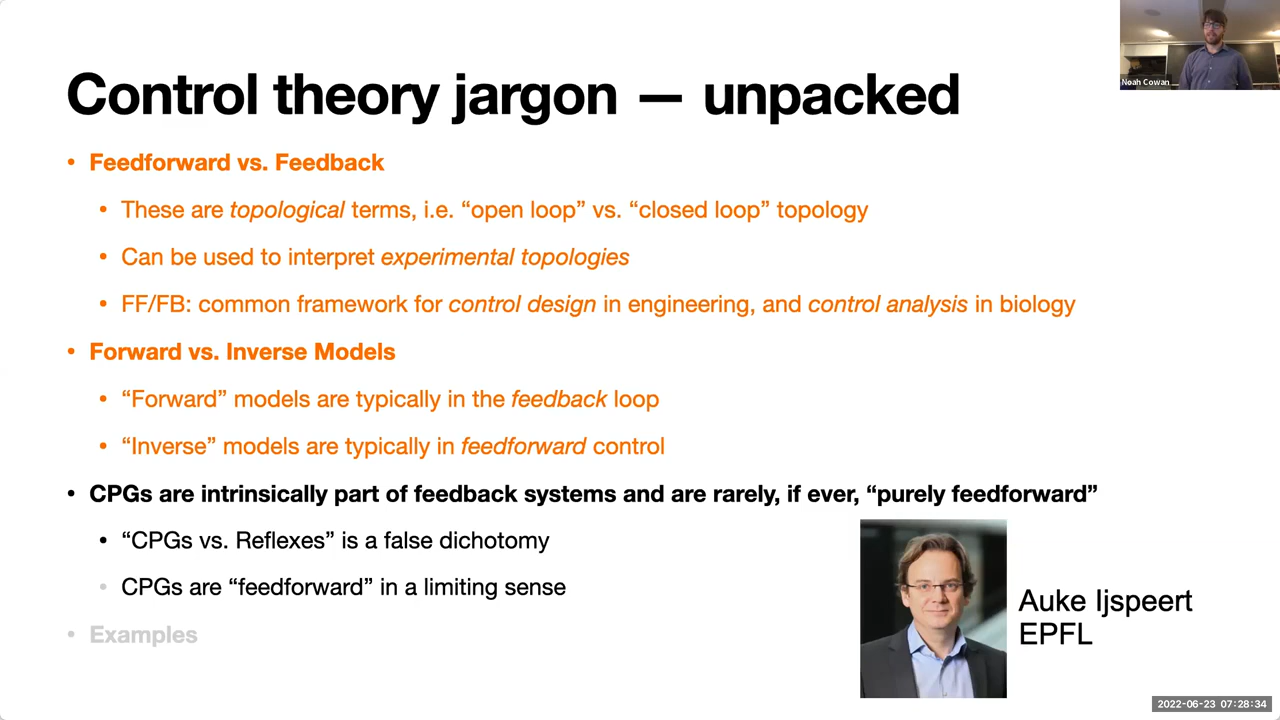 Noah Cowan
Control theory jargon — unpacked
• Feedforward vs. Feedback
• These are topological terms, i.e. “open loop” vs. “closed loop” topology
• Can be used to interpret experimental topologies
• FF/FB: common framework for control design in engineering, and control analysis in biology
• Forward vs. Inverse Models
• “Forward” models are typically in the feedback loop
• “Inverse” models are typically in feedforward control
• CPGs are intrinsically part of feedback systems and are rarely, if ever, “purely feedforward”
• “CPGs vs. Reflexes” is a false dichotomy
• CPGs are “feedforward” in a limiting sense
• Examples
Auke Ijspeert
EPFL
2022-06-23 07:28:34